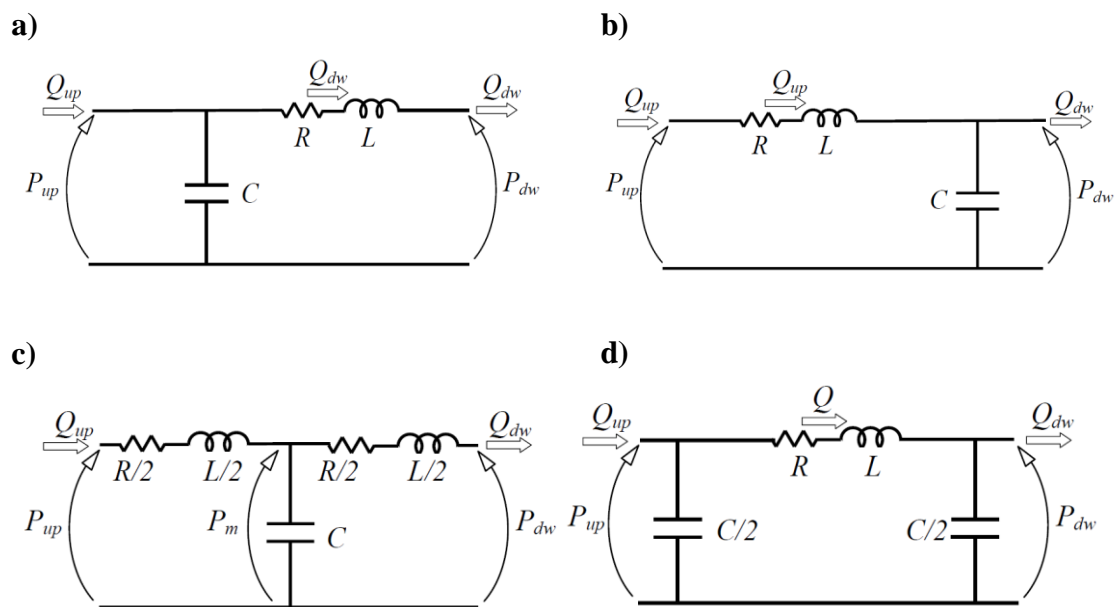 a)
Q_up
Q_dw
Q_dw
R
L
P_up
C
P_dw
b)
Q_up
Q_up
Q_dw
R
L
P_up
C
P_dw
c)
Q_up
Q_dw
R/2
L/2
R/2
L/2
P_up
P_m
C
P_dw
d)
Q_up
Q
Q_dw
R
L
P_up
C/2
C/2
P_dw